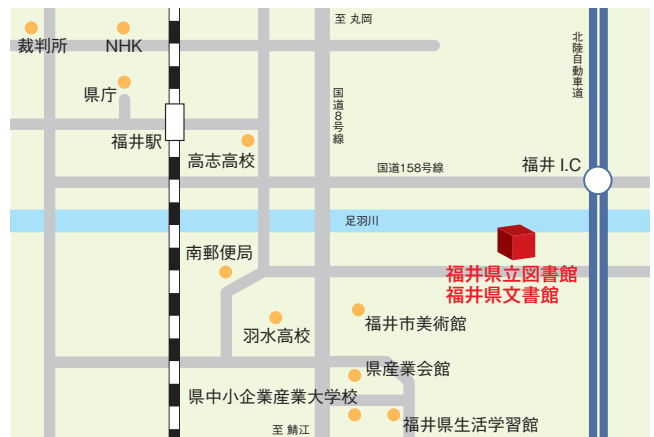 至 丸岡
裁判所
NHK
北陸自動車道
県庁
国道8号線
福井駅
高志高校
国道158号線
福井 I.C
足羽川
南郵便局
福井県立図書館
福井県文書館
羽水高校
福井市美術館
県産業会館
県中小企業産業大学校
福井県生活学習館
至 鯖江